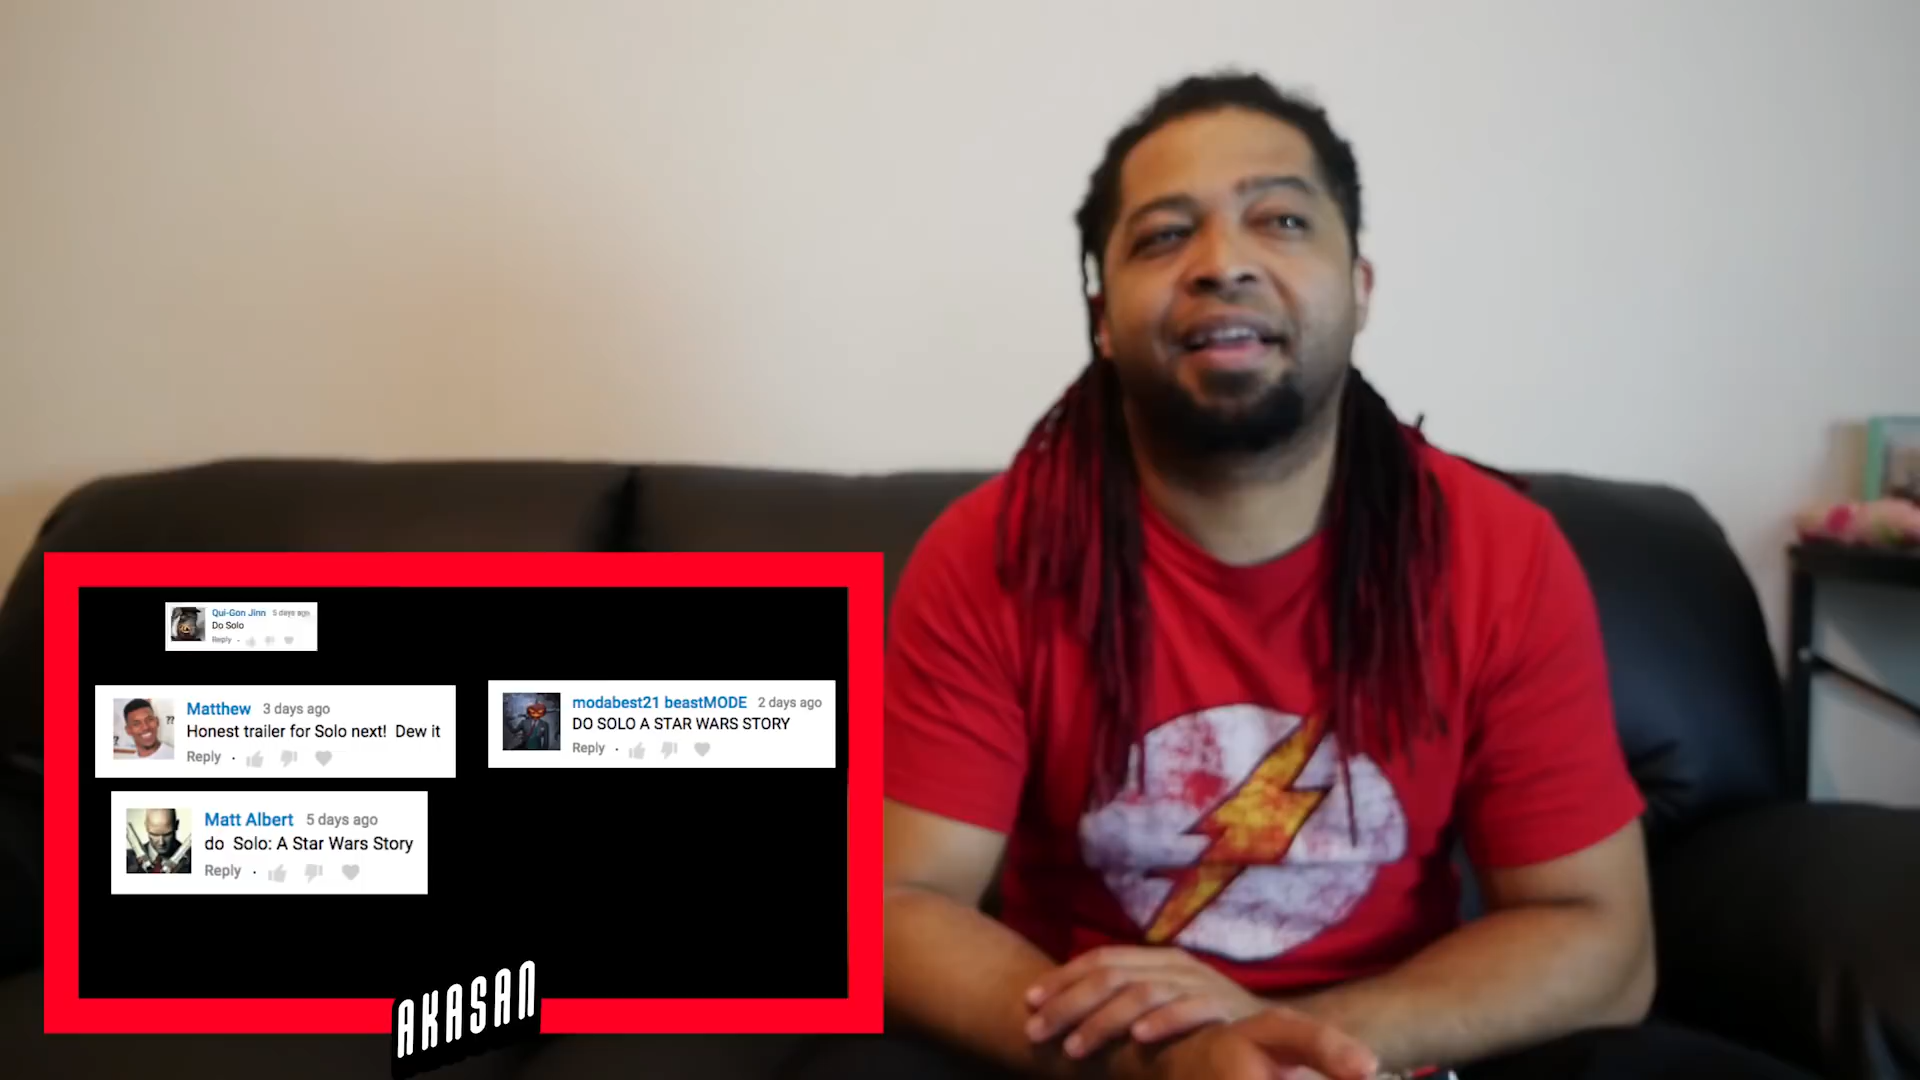 Qui-Gon Jinn 5 days ago
Do Solo
Reply
Matthew 3 days ago
Honest trailer for Solo next! Dew it
Reply
modabest21 beastMODE 2 days ago
DO SOLO A STAR WARS STORY
Reply
Matt Albert 5 days ago
do Solo: A Star Wars Story
Reply
??
AKASAN